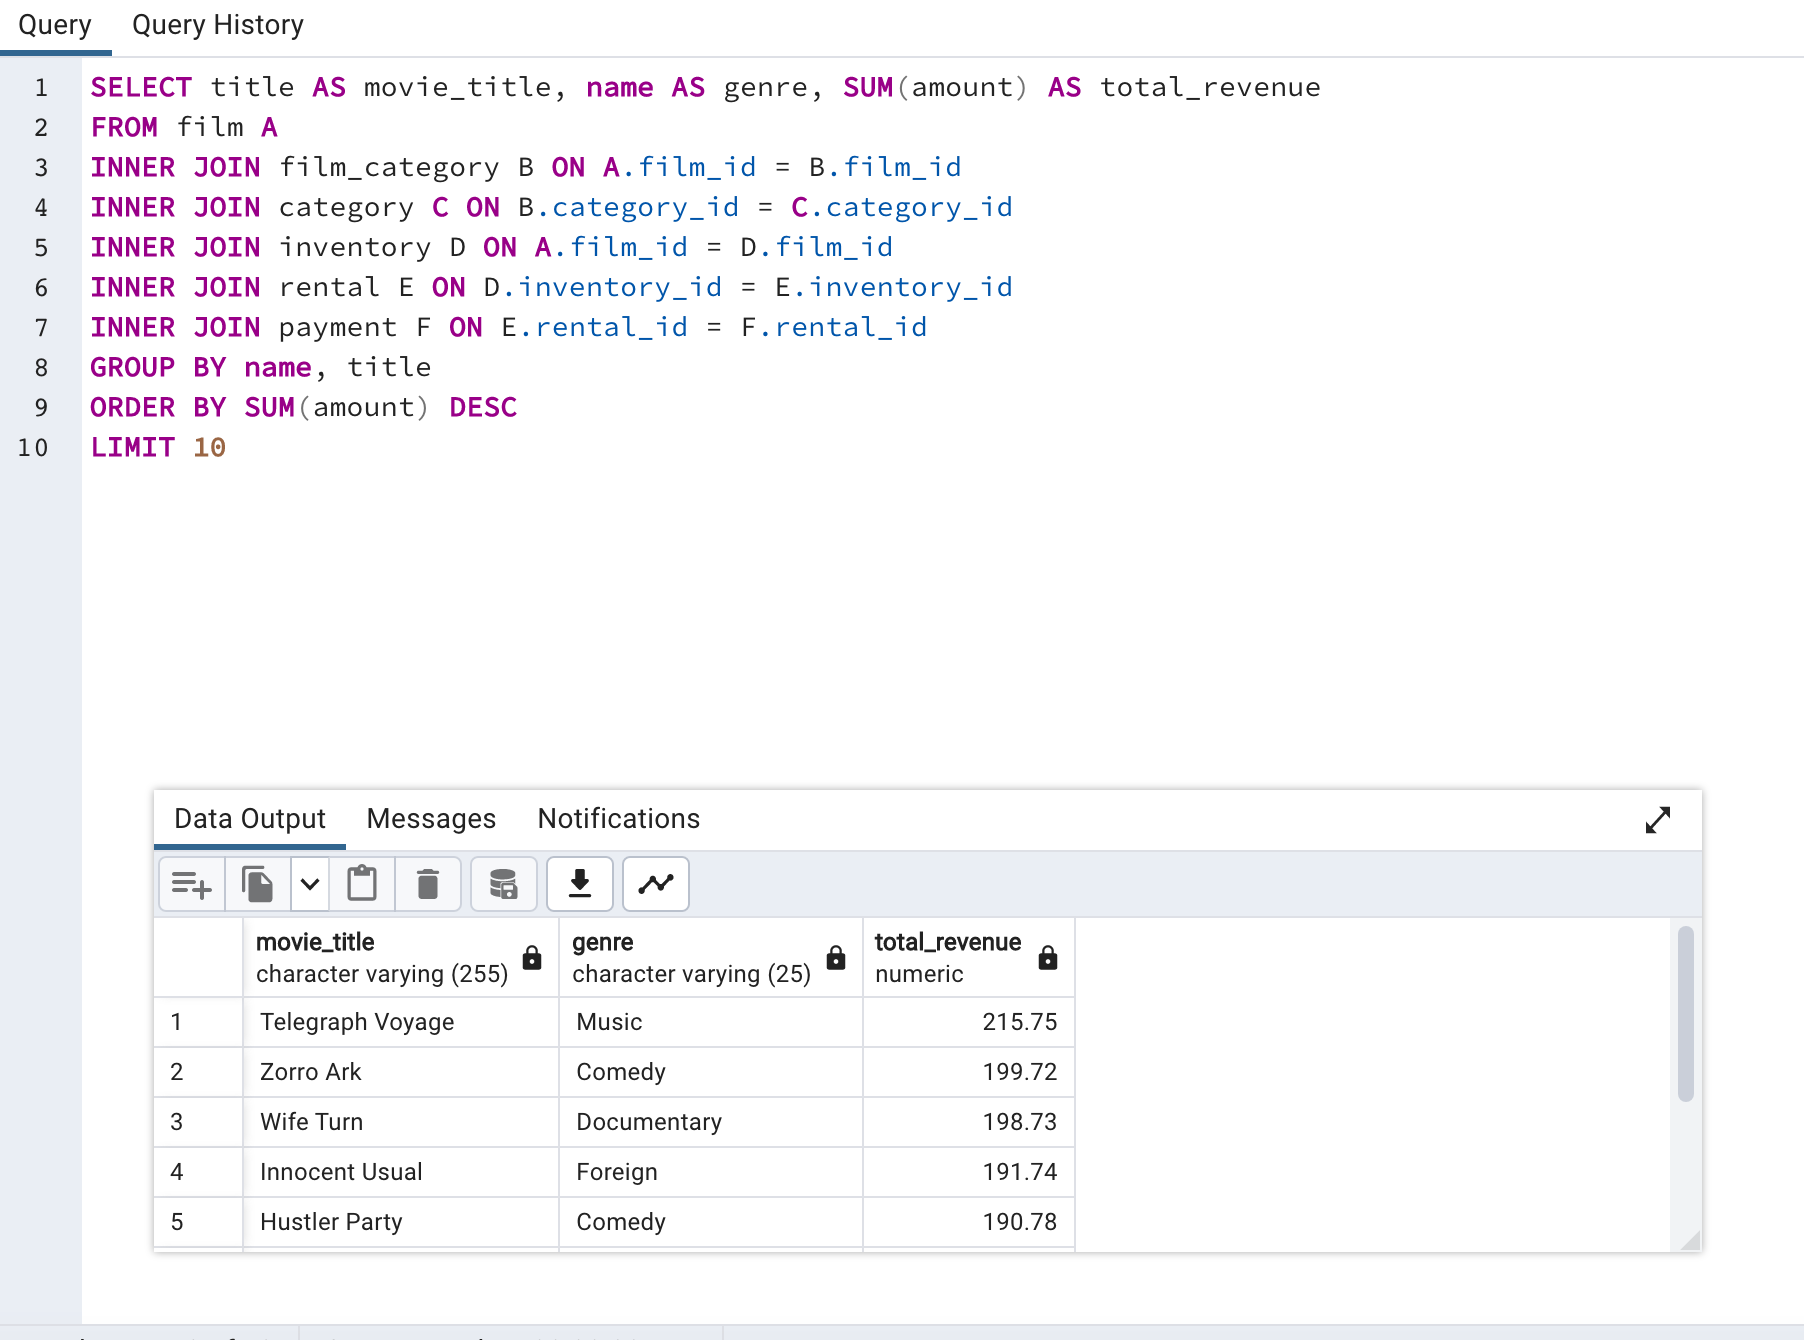 Query Query History
1 SELECT title AS movie_title, name AS genre, SUM(amount) AS total_revenue
2 FROM film A
3 INNER JOIN film_category B ON A.film_id = B.film_id
4 INNER JOIN category C ON B.category_id = C.category_id
5 INNER JOIN inventory D ON A.film_id = D.film_id
6 INNER JOIN rental E ON D.inventory_id = E.inventory_id
7 INNER JOIN payment F ON E.rental_id = F.rental_id
8 GROUP BY name, title
9 ORDER BY SUM(amount) DESC
10 LIMIT 10
Data Output Messages Notifications
movie_title genre total_revenue
character varying (255) character varying (25) numeric
1 Telegraph Voyage Music 215.75
2 Zorro Ark Comedy 199.72
3 Wife Turn Documentary 198.73
4 Innocent Usual Foreign 191.74
5 Hustler Party Comedy 190.78